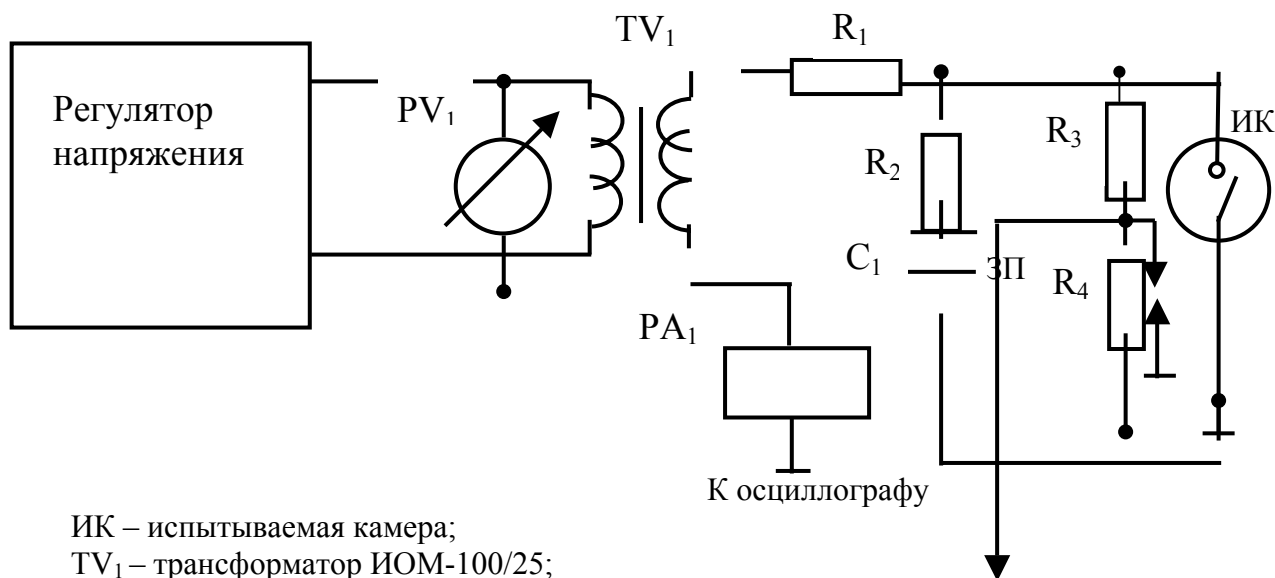 TV₁
R₁
Регулятор
напряжения
PV₁
R₂
R₃
ИК
C₁
ЗП
R₄
PA₁
К осциллографу
ИК – испытываемая камера;
TV₁ – трансформатор ИОМ-100/25;